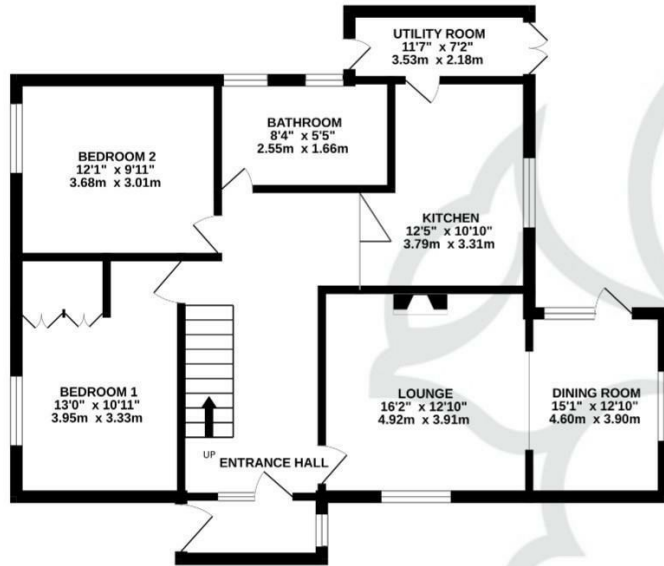 UTILITY ROOM
11'7" x 7'2"
3.53m x 2.18m
BATHROOM
8'4" x 5'5"
2.55m x 1.66m
BEDROOM 2
12'1" x 9'11"
3.68m x 3.01m
KITCHEN
12'5" x 10'10"
3.79m x 3.31m
BEDROOM 1
13'0" x 10'11"
3.95m x 3.33m
LOUNGE
16'2" x 12'10"
4.92m x 3.91m
DINING ROOM
15'1" x 12'10"
4.60m x 3.90m
UP
ENTRANCE HALL